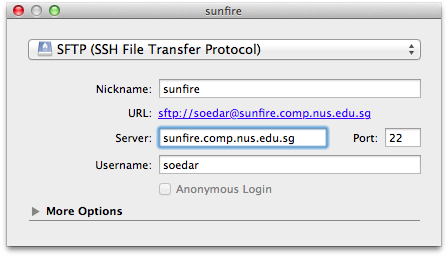 sunfire
SFTP (SSH File Transfer Protocol)
Nickname: sunfire
URL: sftp://soedar@sunfire.comp.nus.edu.sg
Server: sunfire.comp.nus.edu.sg Port: 22
Username: soedar
Anonymous Login
More Options